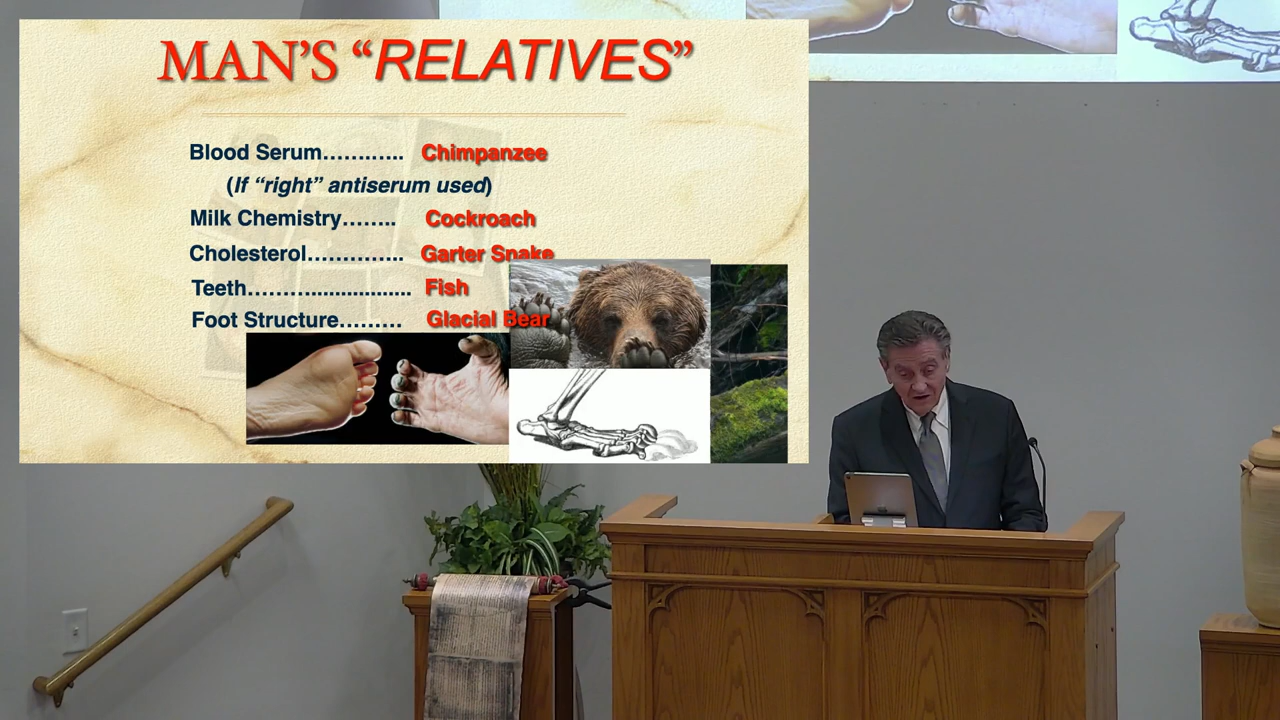 MAN'S “RELATIVES”
Blood Serum………… Chimpanzee
(If “right” antiserum used)
Milk Chemistry…….. Cockroach
Cholesterol………….. Garter Snake
Teeth……...................... Fish
Foot Structure……… Glacial Bear